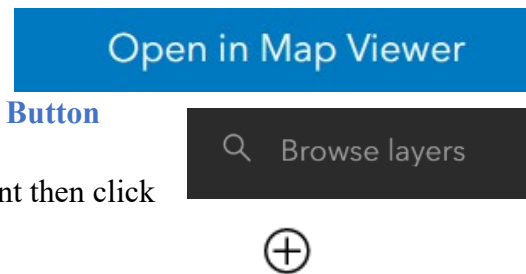 Open in Map Viewer
Button
Browse layers
nt then click